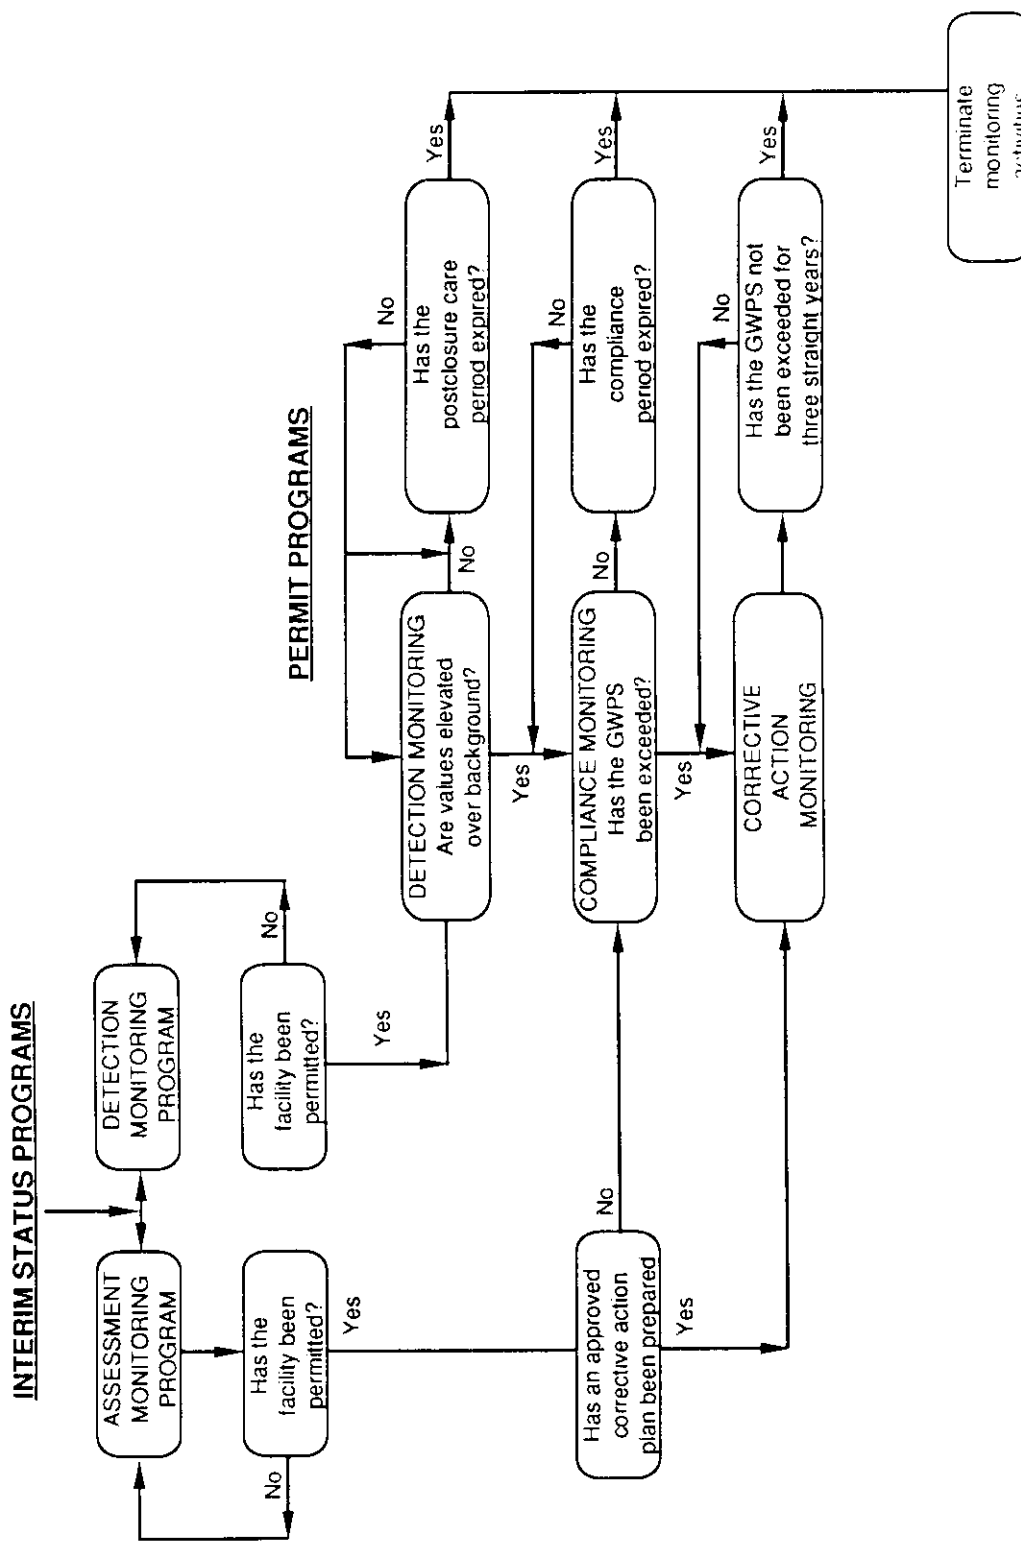 INTERIM STATUS PROGRAMS
ASSESSMENT
MONITORING
PROGRAM
DETECTION
MONITORING
PROGRAM
Has the
facility been
permitted?
No
Yes
Has the
facility been
permitted?
No
Yes
PERMIT PROGRAMS
DETECTION MONITORING
Are values elevated
over background?
No
Yes
Has the
postclosure care
period expired?
No
Yes
Has an approved
corrective action
plan been prepared
No
Yes
COMPLIANCE MONITORING
Has the GWPS
been exceeded?
No
Yes
Has the
compliance
period expired?
No
Yes
CORRECTIVE
ACTION
MONITORING
Has the GWPS not
been exceeded for
three straight years?
No
Yes
Terminate
monitoring